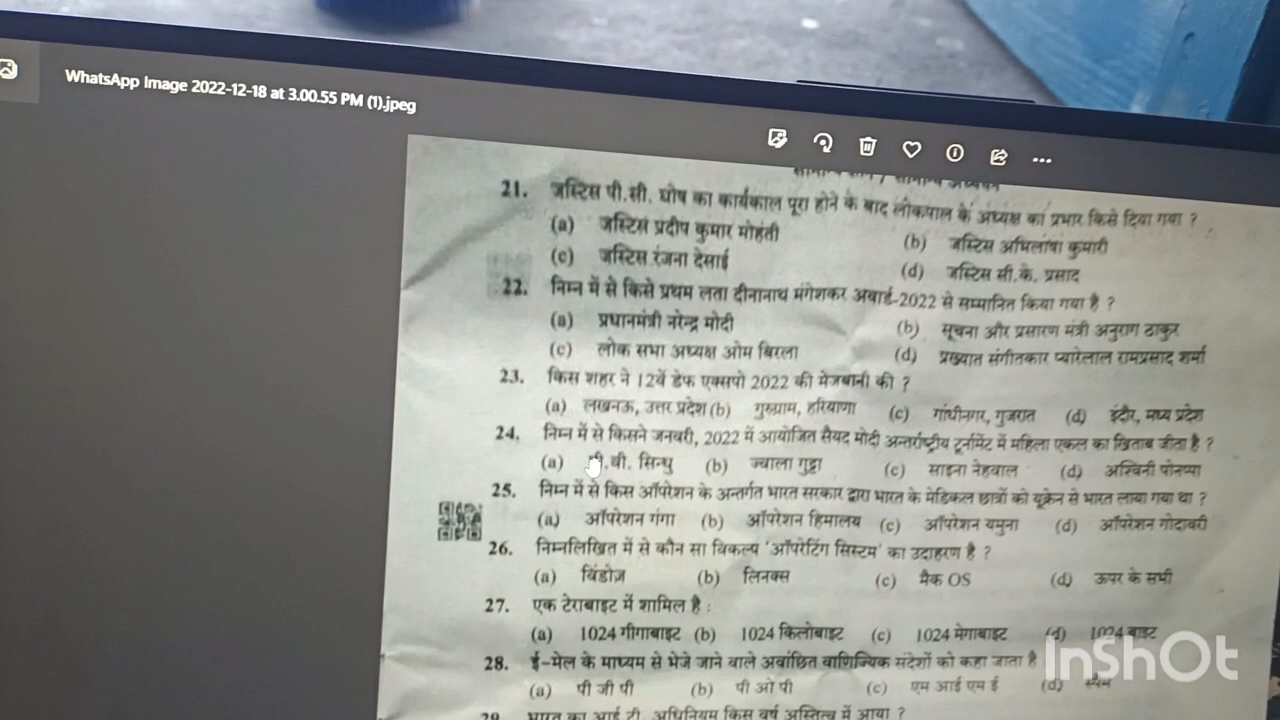 WhatsApp Image 2022-12-18 at 3.00.55 PM (1).jpeg
21. जस्टिस पी.सी. घोष का कार्यकाल पूरा होने के बाद लोकपाल के अध्यक्ष का प्रभार किसे दिया गया ?
(a) जस्टिस प्रदीप कुमार मोहंती (b) जस्टिस अभिलाषा कुमारी
(c) जस्टिस रंजना देसाई (d) जस्टिस सी.के. प्रसाद
22. निम्न में से किसे प्रथम लता दीनानाथ मंगेशकर अवार्ड-2022 से सम्मानित किया गया है ?
(a) प्रधानमंत्री नरेन्द्र मोदी (b) सूचना और प्रसारण मंत्री अनुराग ठाकुर
(c) लोक सभा अध्यक्ष ओम बिरला (d) प्रख्यात संगीतकार प्यारेलाल रामप्रसाद शर्मा
23. किस शहर ने 12वें डेफ एक्सपो 2022 की मेजबानी की ?
(a) लखनऊ, उत्तर प्रदेश (b) गुरुग्राम, हरियाणा (c) गांधीनगर, गुजरात (d) इंदौर, मध्य प्रदेश
24. निम्न में से किसने जनवरी, 2022 में आयोजित सैयद मोदी अन्तर्राष्ट्रीय टूर्नामेंट में महिला एकल का खिताब जीता है ?
(a) पी.वी. सिन्धु (b) ज्वाला गुट्टा (c) साइना नेहवाल (d) अश्विनी पोनप्पा
25. निम्न में से किस ऑपरेशन के अन्तर्गत भारत सरकार द्वारा भारत के मेडिकल छात्रों को यूक्रेन से भारत लाया गया था ?
(a) ऑपरेशन गंगा (b) ऑपरेशन हिमालय (c) ऑपरेशन यमुना (d) ऑपरेशन गोदावरी
26. निम्नलिखित में से कौन सा विकल्प 'ऑपरेटिंग सिस्टम' का उदाहरण है ?
(a) विंडोज़ (b) लिनक्स (c) मैक OS (d) ऊपर के सभी
27. एक टेराबाइट में शामिल है :
(a) 1024 गीगाबाइट (b) 1024 किलोबाइट (c) 1024 मेगाबाइट (d) 1024 बाइट
28. ई-मेल के माध्यम से भेजे जाने वाले अवांछित वाणिज्यिक संदेशों को कहा जाता है
(a) पी जी पी (b) पी ओ पी (c) एम आई एम ई (d) स्पैम
29. भारत का आई.टी. अधिनियम किस वर्ष अस्तित्व में आया ?
InShOt